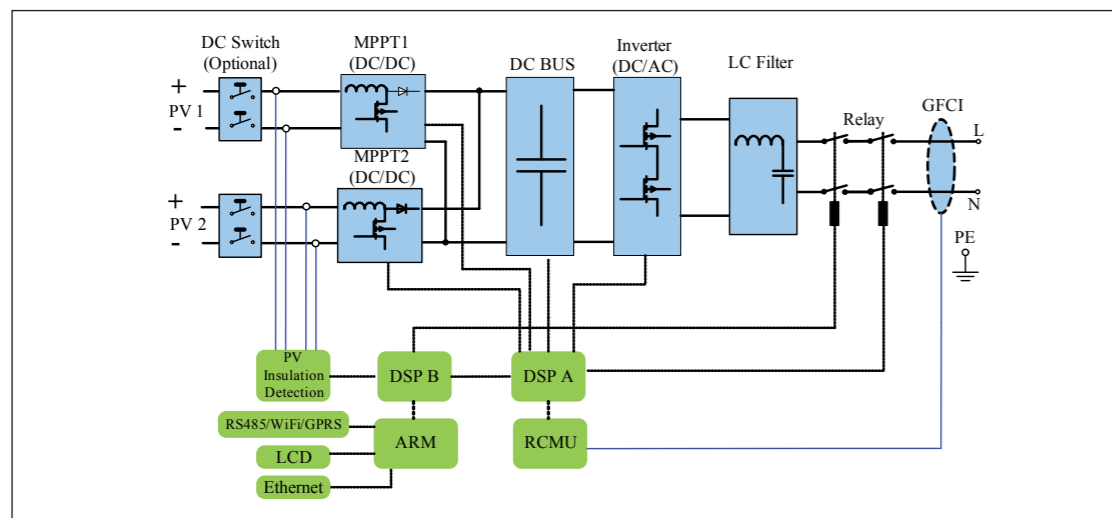 DC Switch
(Optional)
MPPT1
(DC/DC)
DC BUS
Inverter
(DC/AC)
LC Filter
Relay
GFCI
+
PV 1
-
L
N
MPPT2
(DC/DC)
+
PV 2
-
PE
PV
Insulation
Detection
DSP B
DSP A
RS485/WiFi/GPRS
ARM
RCMU
LCD
Ethernet